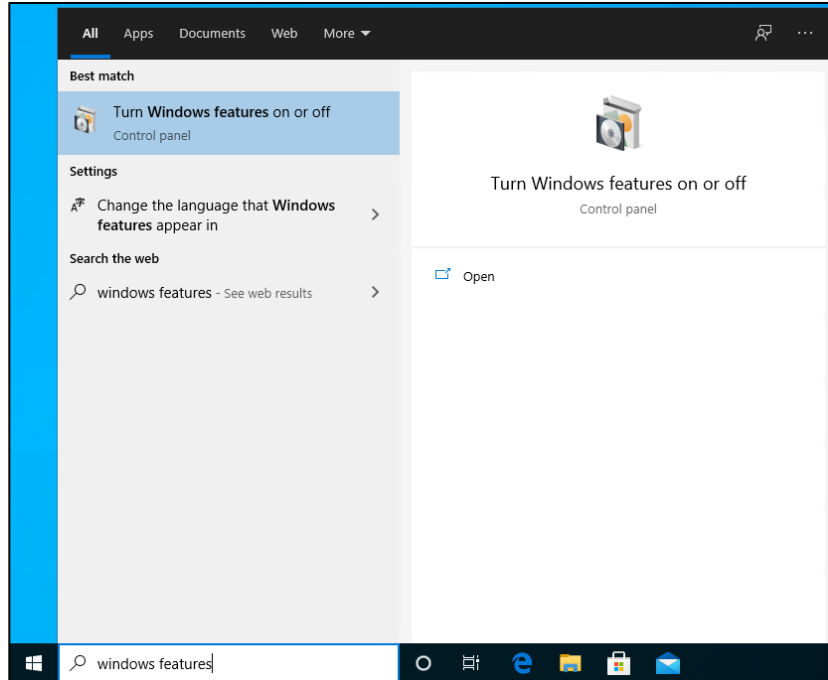 All Apps Documents Web More
Best match
Turn Windows features on or off
Control panel
Settings
Change the language that Windows
features appear in
Search the web
windows features - See web results
Turn Windows features on or off
Control panel
Open
windows features